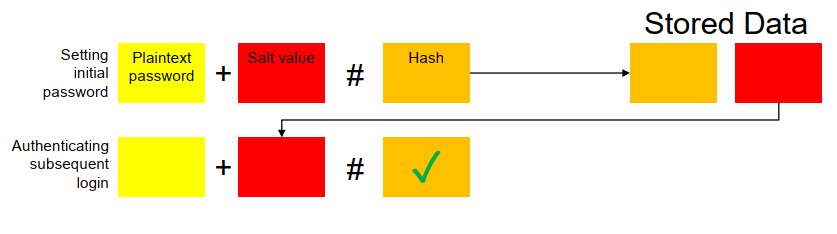 Stored Data
Setting
initial
password
Plaintext
password
+
Salt value
#
Hash
Authenticating
subsequent
login
+
#
✓